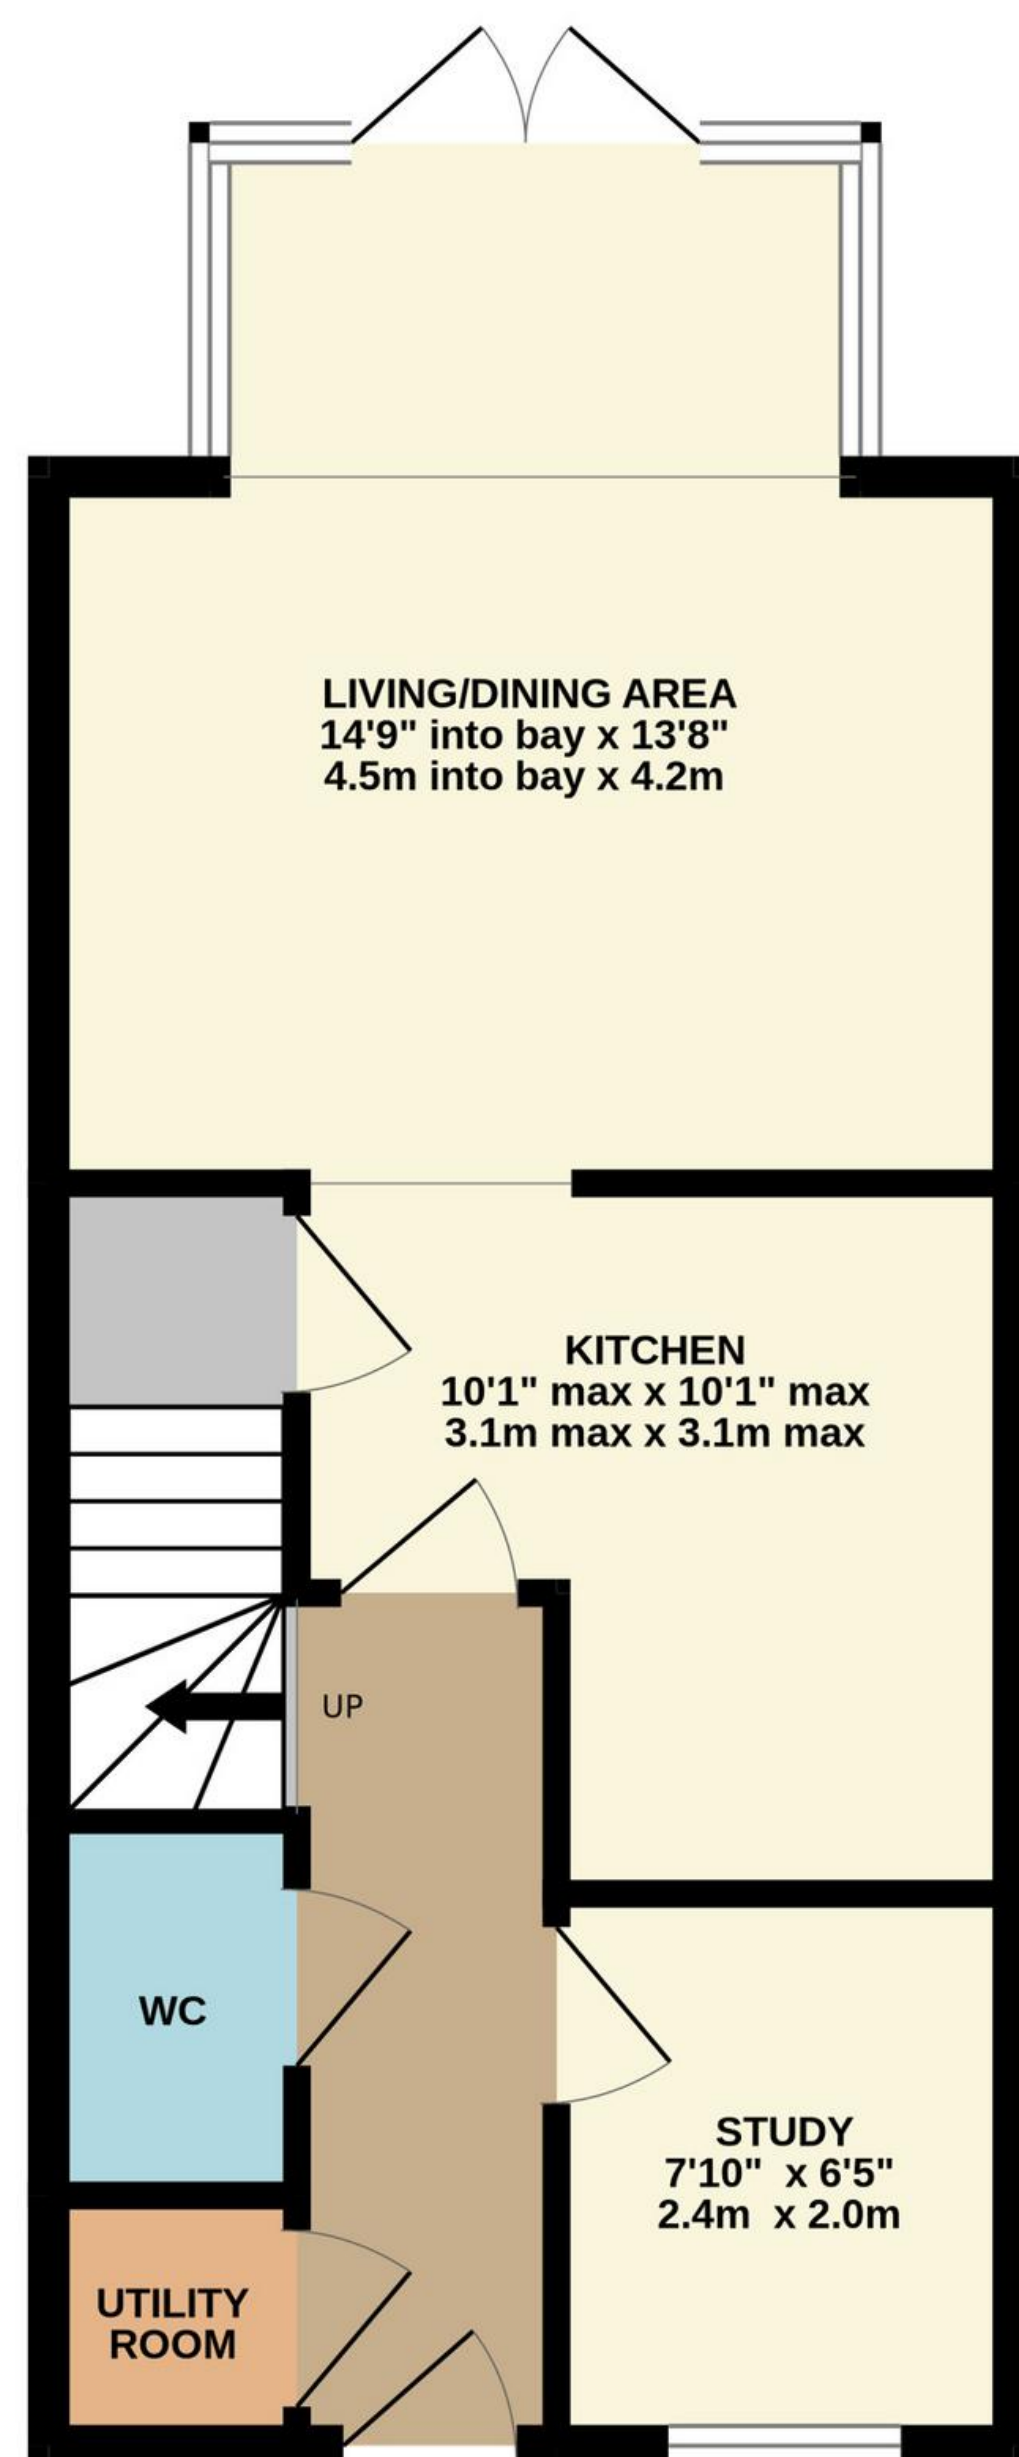 LIVING/DINING AREA
14'9" into bay x 13'8"
4.5m into bay x 4.2m
KITCHEN
10'1" max x 10'1" max
3.1m max x 3.1m max
UP
WC
STUDY
7'10" x 6'5"
2.4m x 2.0m
UTILITY
ROOM